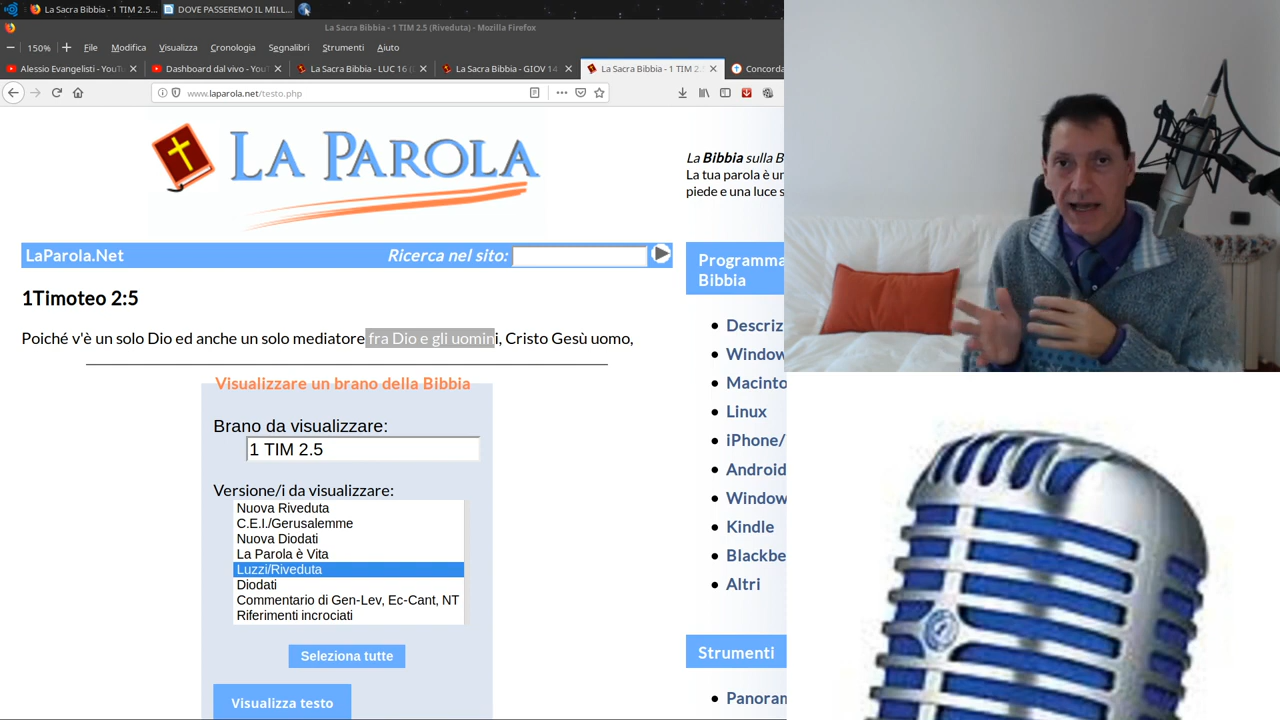 La Sacra Bibbia - 1 TIM 2.5...
DOVE PASSEREMO IL MILL...
La Sacra Bibbia - 1 TIM 2.5 (Riveduta) - Mozilla Firefox
150%
File
Modifica
Visualizza
Cronologia
Segnalibri
Strumenti
Aiuto
Alessio Evangelisti - YouTu
Dashboard dal vivo - YouT
La Sacra Bibbia - LUC 16 (
La Sacra Bibbia - GIOV 14
La Sacra Bibbia - 1 TIM 2.
Concorda
www.laparola.net/testo.php
LA PAROLA
La Bibbia sulla B
La tua parola è un
piede e una luce s
LaParola.Net
Ricerca nel sito:
1Timoteo 2:5
Poiché v'è un solo Dio ed anche un solo mediatore fra Dio e gli uomini, Cristo Gesù uomo,
Visualizzare un brano della Bibbia
Brano da visualizzare:
1 TIM 2.5
Versione/i da visualizzare:
Nuova Riveduta
C.E.I./Gerusalemme
Nuova Diodati
La Parola è Vita
Luzzi/Riveduta
Diodati
Commentario di Gen-Lev, Ec-Cant, NT
Riferimenti incrociati
Seleziona tutte
Visualizza testo
Programma
Bibbia
Descriz
Window
Macinto
Linux
iPhone/
Android
Window
Kindle
Blackbe
Altri
Strumenti
Panoran